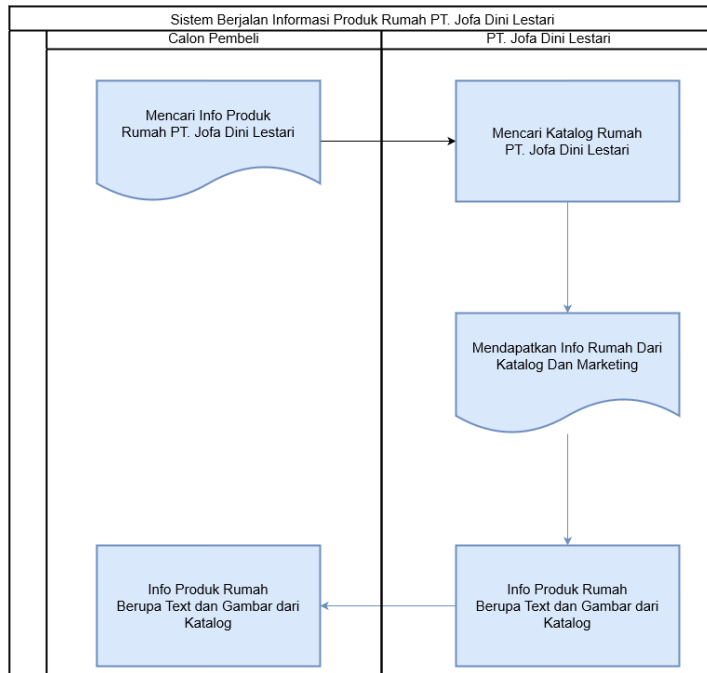 Sistem Berjalan Informasi Produk Rumah PT. Jofa Dini Lestari
Calon Pembeli
PT. Jofa Dini Lestari
Mencari Info Produk
Rumah PT. Jofa Dini Lestari
Mencari Katalog Rumah
PT. Jofa Dini Lestari
Mendapatkan Info Rumah Dari
Katalog Dan Marketing
Info Produk Rumah
Berupa Text dan Gambar dari
Katalog
Info Produk Rumah
Berupa Text dan Gambar dari
Katalog